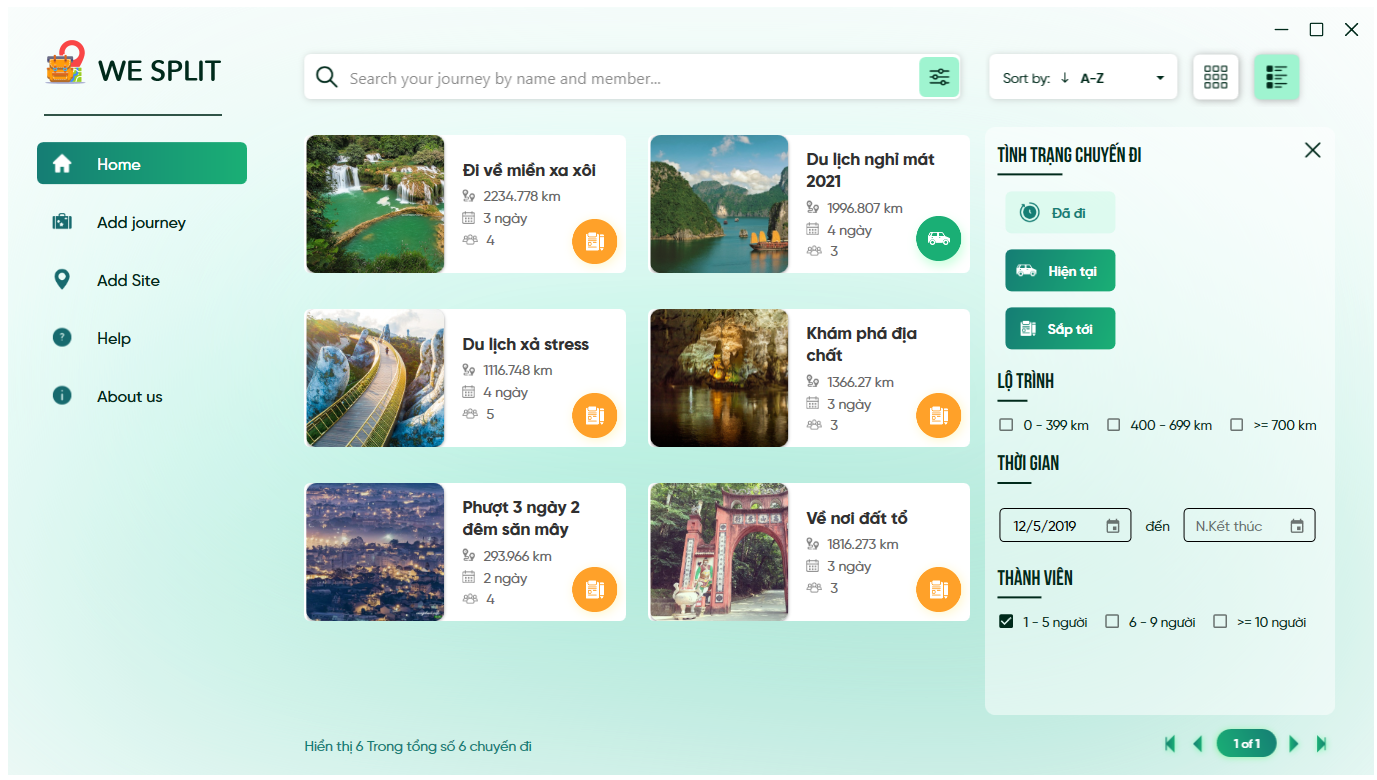 WE SPLIT
Search your journey by name and member...
Sort by: ↓ A-Z
Home
Add journey
Add Site
Help
About us
Đi về miền xa xôi
2234.778 km
3 ngày
4
Du lịch nghỉ mát
2021
1996.807 km
4 ngày
3
Du lịch xả stress
1116.748 km
4 ngày
5
Khám phá địa
chất
1366.27 km
3 ngày
3
Phượt 3 ngày 2
đêm săn mây
293.966 km
2 ngày
4
Về nơi đất tổ
1816.273 km
3 ngày
3
TÌNH TRẠNG CHUYẾN ĐI
Đã đi
Hiện tại
Sắp tới
LỘ TRÌNH
0 - 399 km 400 - 699 km >= 700 km
THỜI GIAN
12/5/2019 đến N.Kết thúc
THÀNH VIÊN
1 - 5 người 6 - 9 người >= 10 người
Hiển thị 6 Trong tổng số 6 chuyến đi
1 of 1